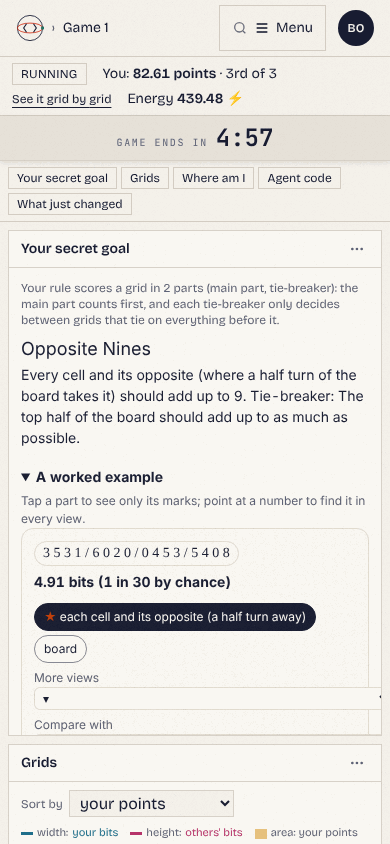 › Game 1
Menu
BO
RUNNING
You: 82.61 points · 3rd of 3
See it grid by grid
Energy 439.48 ⚡
GAME ENDS IN 4:57
Your secret goal
Grids
Where am I
Agent code
What just changed
Your secret goal
Your rule scores a grid in 2 parts (main part, tie-breaker): the
main part counts first, and each tie-breaker only decides
between grids that tie on everything before it.
Opposite Nines
Every cell and its opposite (where a half turn of the
board takes it) should add up to 9. Tie-breaker: The
top half of the board should add up to as much as
possible.
▼ A worked example
Tap a part to see only its marks; point at a number to find it in
every view.
3531/6020/0453/5408
4.91 bits (1 in 30 by chance)
★ each cell and its opposite (a half turn away)
board
More views
▾
Compare with
Grids
Sort by
your points
width: your bits
height: others' bits
area: your points